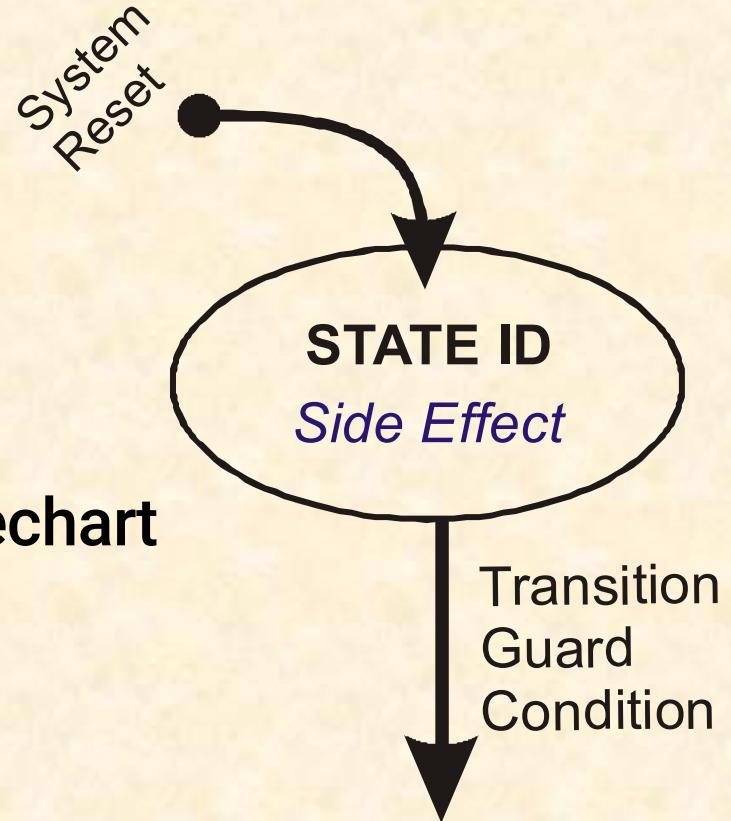 System
Reset
STATE ID
Side Effect
echart
Transition
Guard
Condition